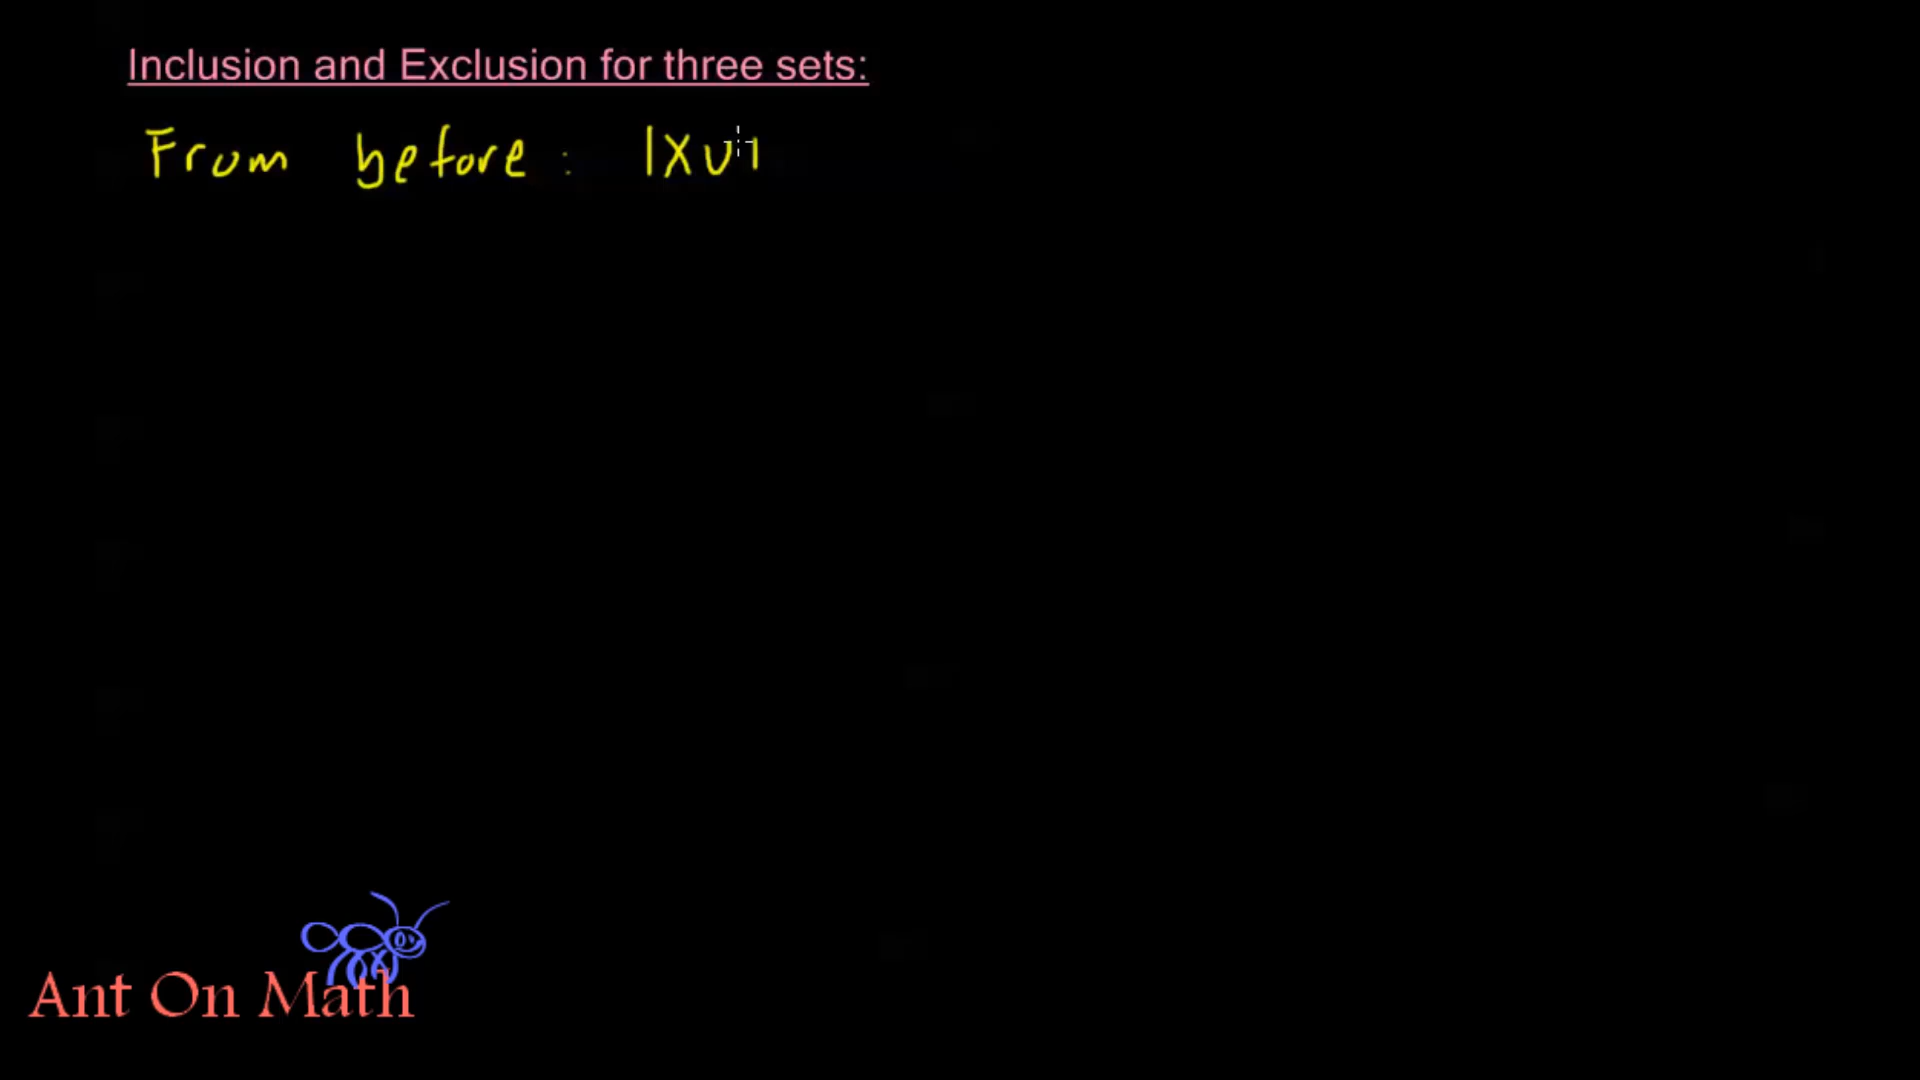 Inclusion and Exclusion for three sets:
From before : |X∪
Ant On Math